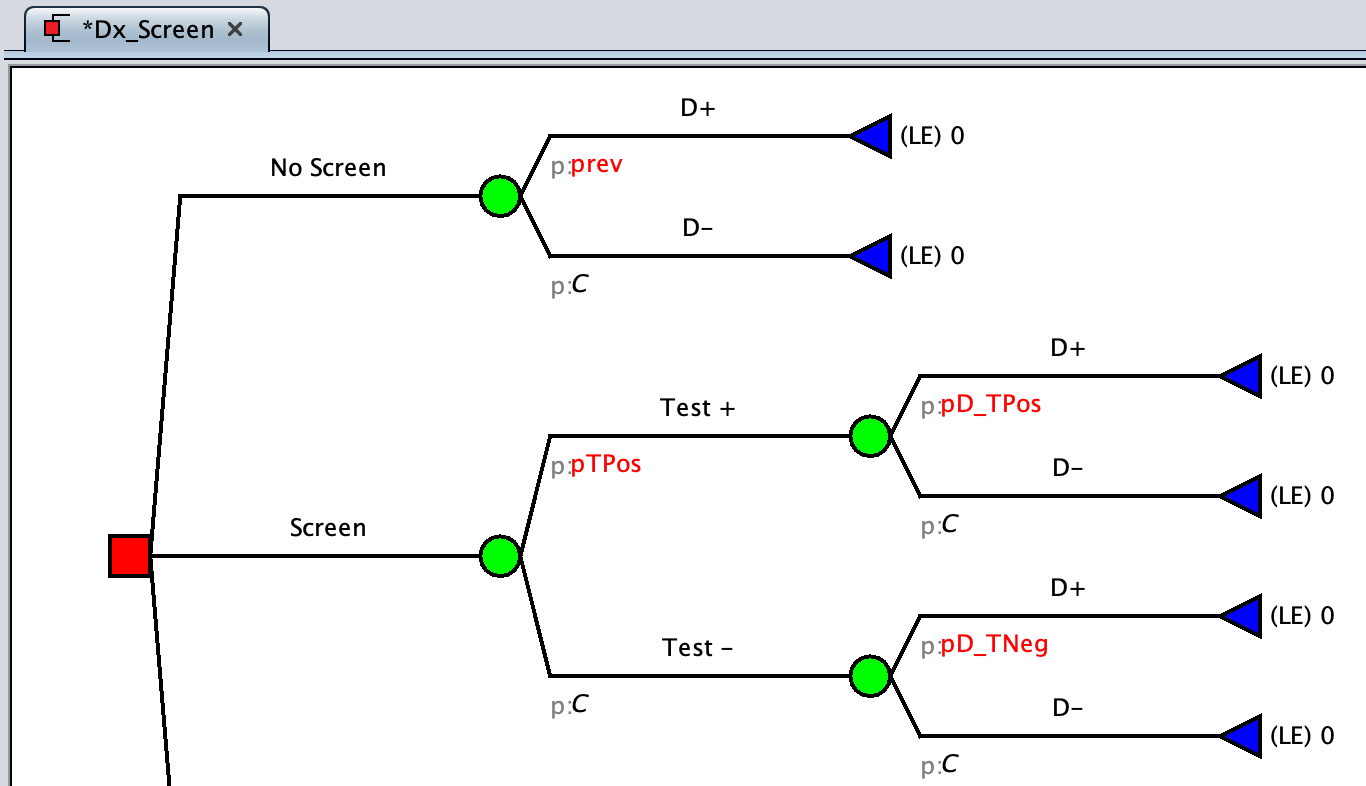 *Dx_Screen ×
D+
(LE) 0
No Screen
p:prev
D-
(LE) 0
p:C
D+
(LE) 0
Test +
p:pD_TPos
p:pTPos
D-
(LE) 0
Screen
p:C
D+
(LE) 0
Test -
p:pD_TNeg
p:C
D-
(LE) 0
p:C